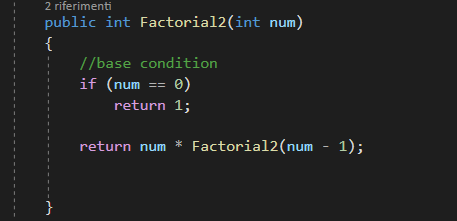 2 riferimenti
public int Factorial2(int num)
{
//base condition
if (num == 0)
return 1;
return num * Factorial2(num - 1);
}